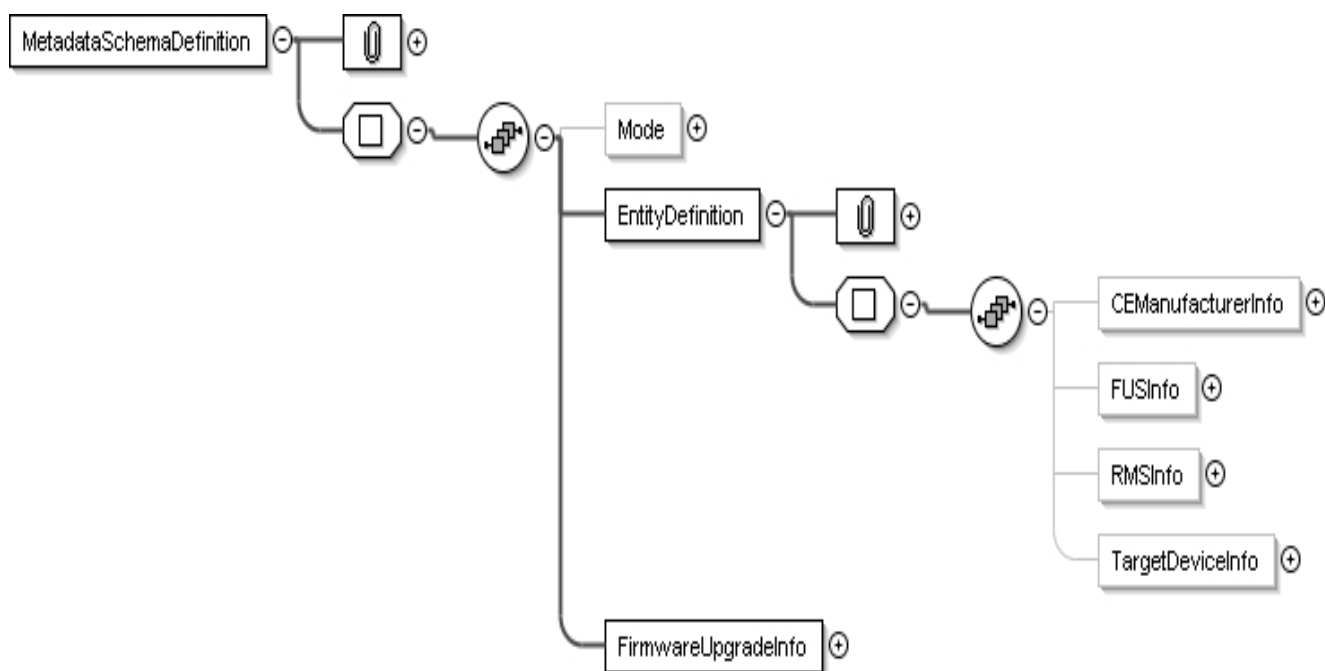 MetadataSchemaDefinition
Mode
EntityDefinition
CEManufacturerInfo
FUSInfo
RMSInfo
TargetDeviceInfo
FirmwareUpgradeInfo